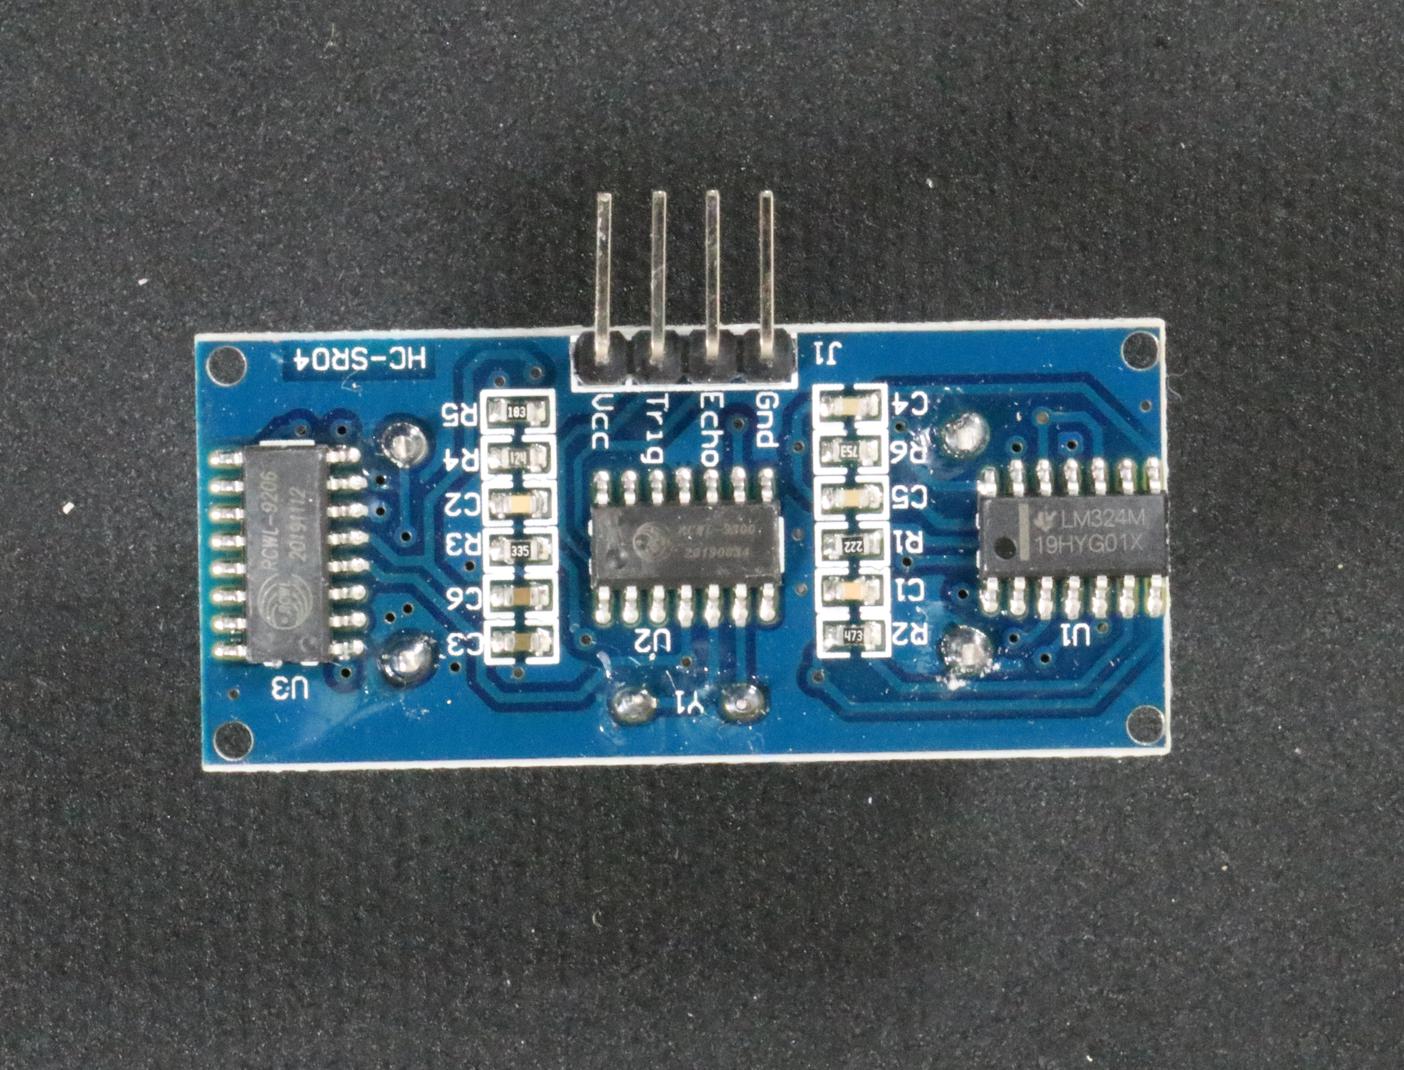 HC-SR04
J1
Vcc
Trig
Echo
Gnd
R5
183
R4
124
C2
R3
335
C6
C3
C4
R6
753
C5
R1
222
C1
R2
473
RCWL-9206
20191112
U3
U2
Y1
LM324M
19HYG01X
U1